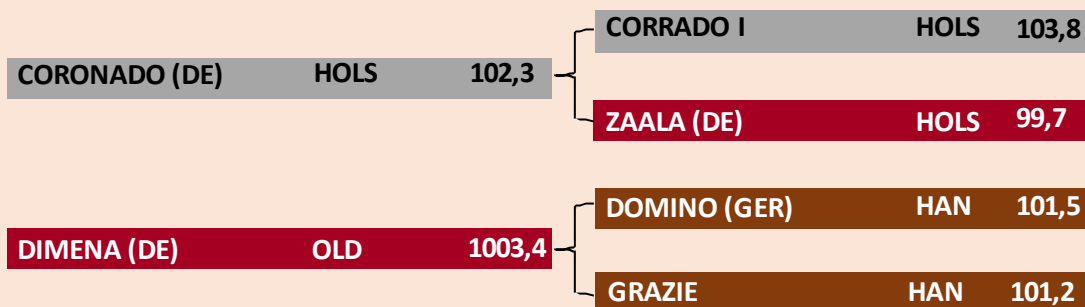 CORRADO I HOLS 103,8
CORONADO (DE) HOLS 102,3
ZAALA (DE) HOLS 99,7
DOMINO (GER) HAN 101,5
DIMENA (DE) OLD 1003,4
GRAZIE HAN 101,2